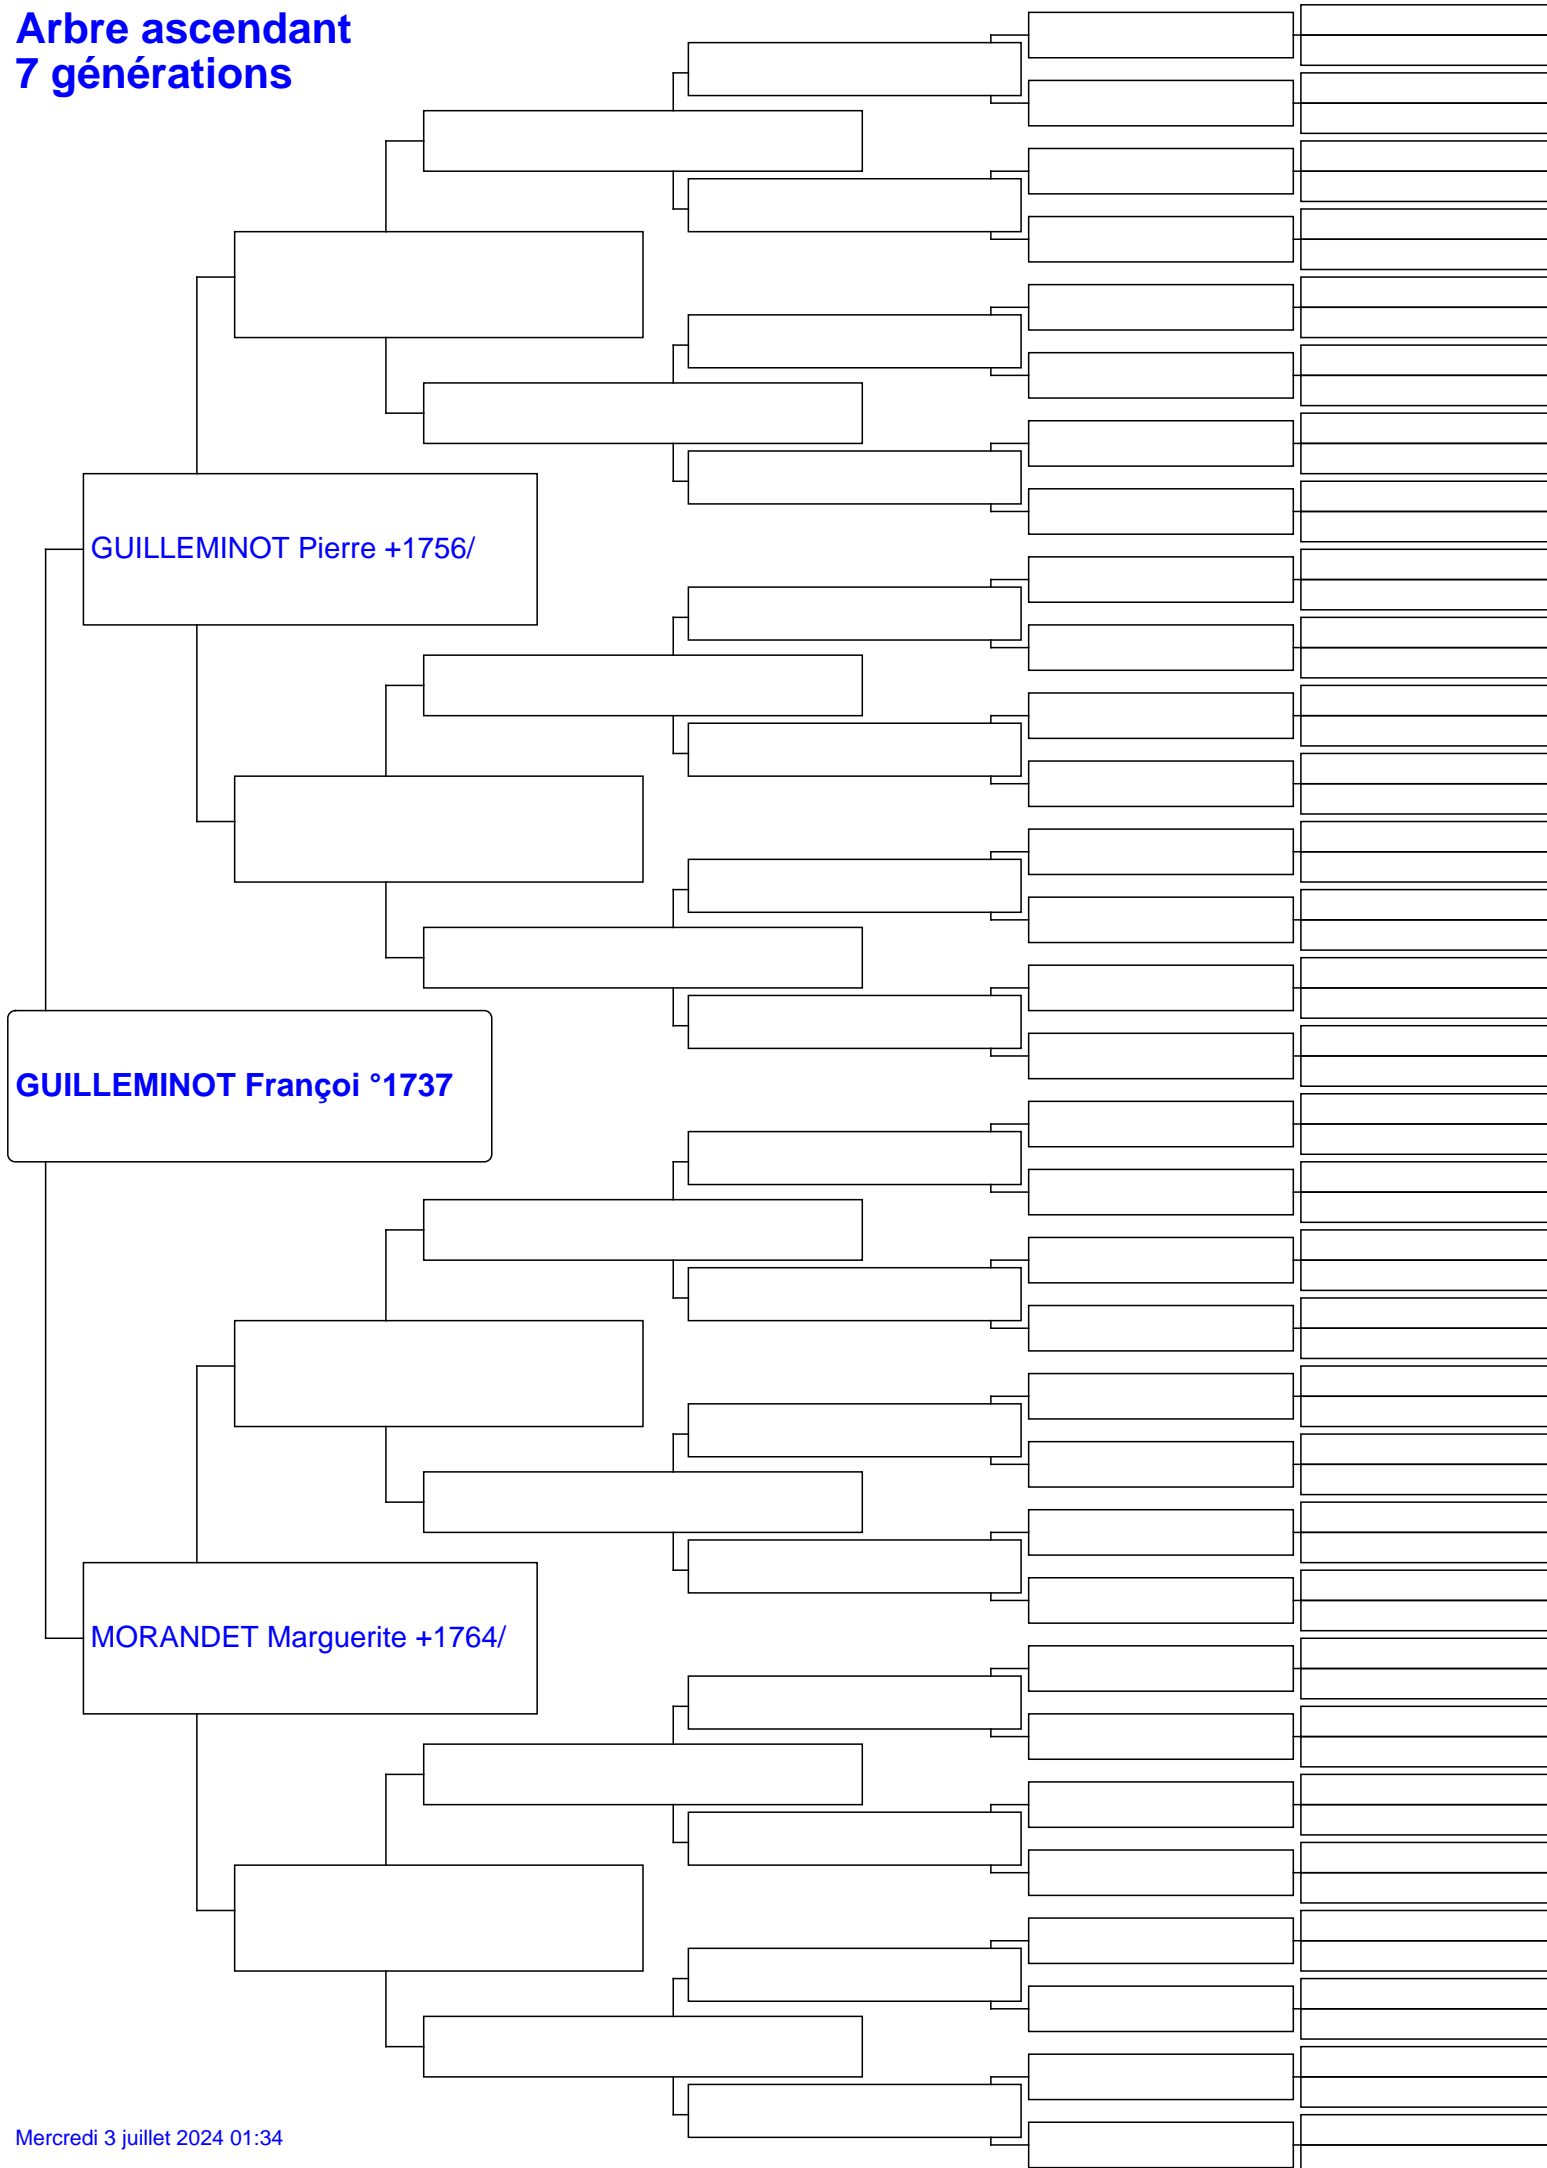 Arbre ascendant
7 générations
GUILLEMINOT Pierre +1756/
GUILLEMINOT Françoi °1737
MORANDET Marguerite +1764/
Mercredi 3 juillet 2024 01:34